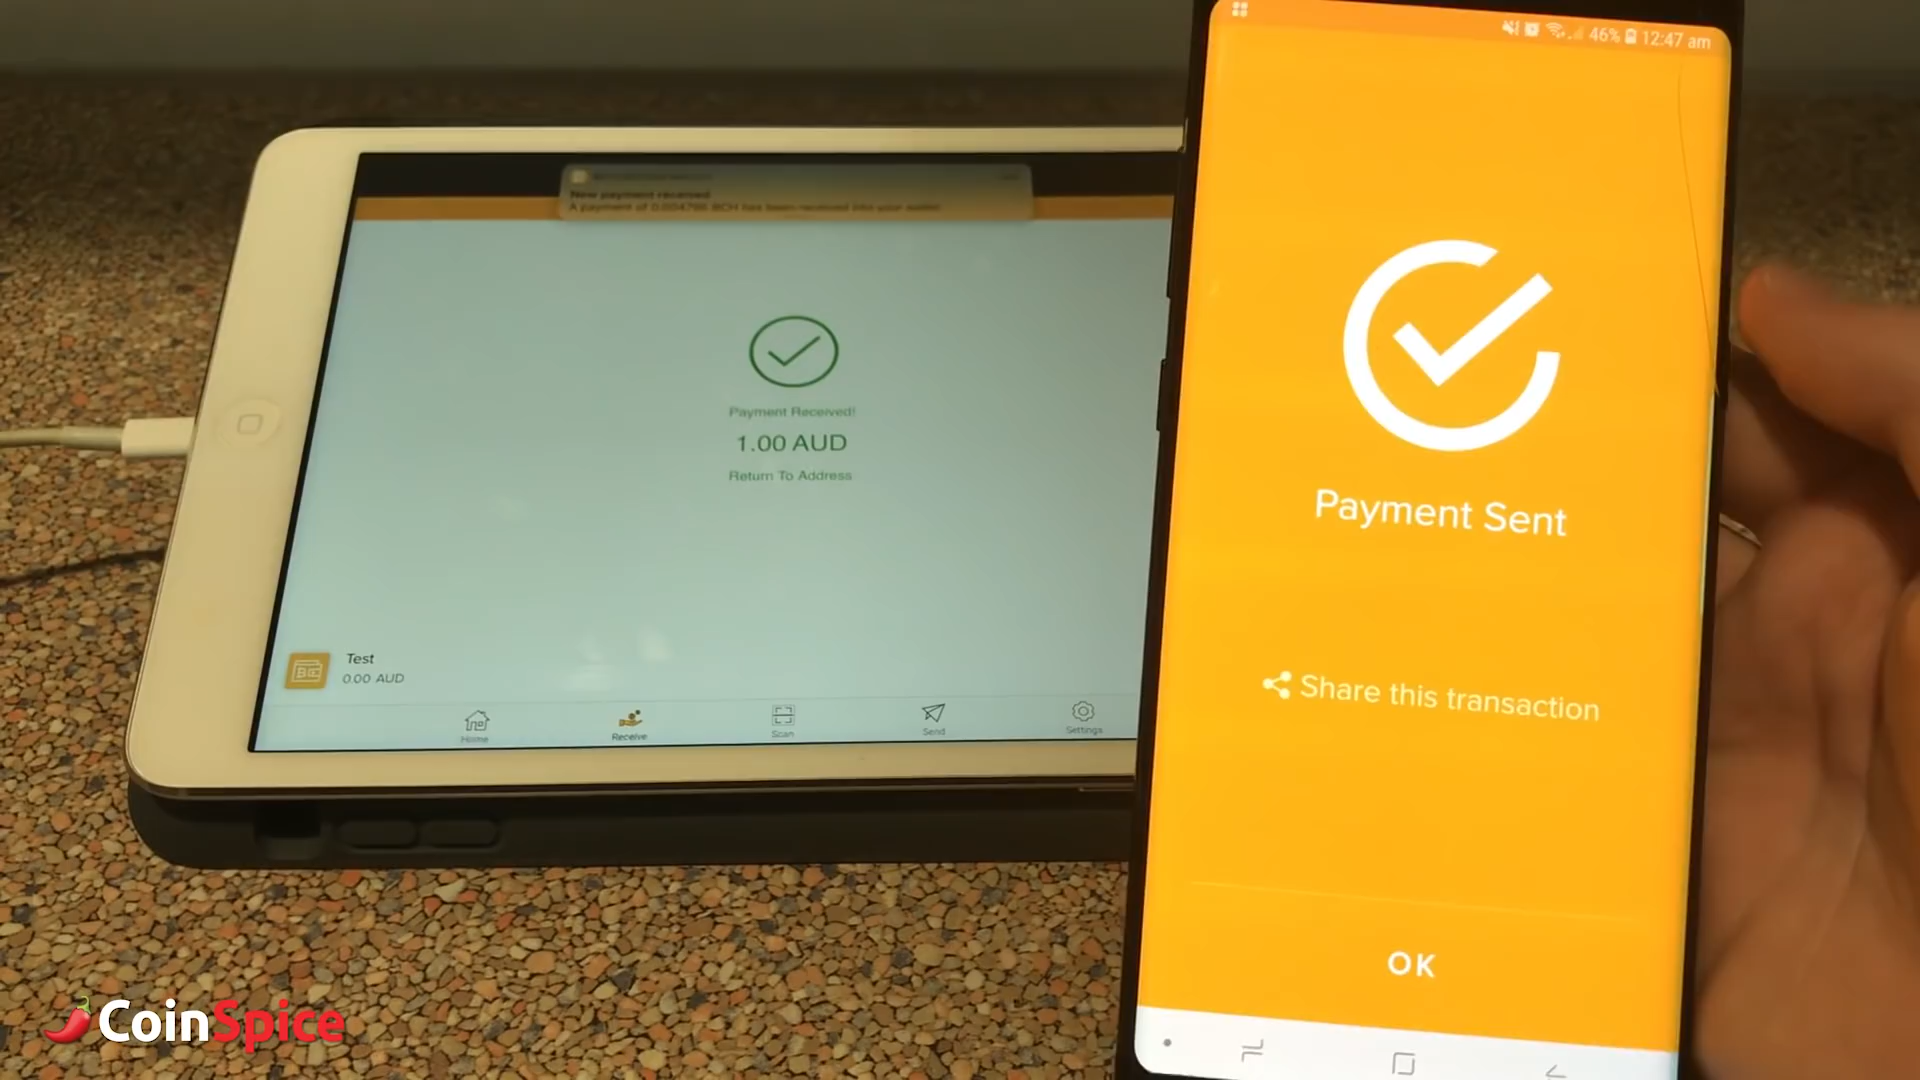 New payment received
A payment of 0.004766 BCH has been received into your wallet
Payment Received!
1.00 AUD
Return To Address
Test
0.00 AUD
Home
Receive
Scan
Send
Settings
46% 12:47 am
Payment Sent
Share this transaction
OK
CoinSpice